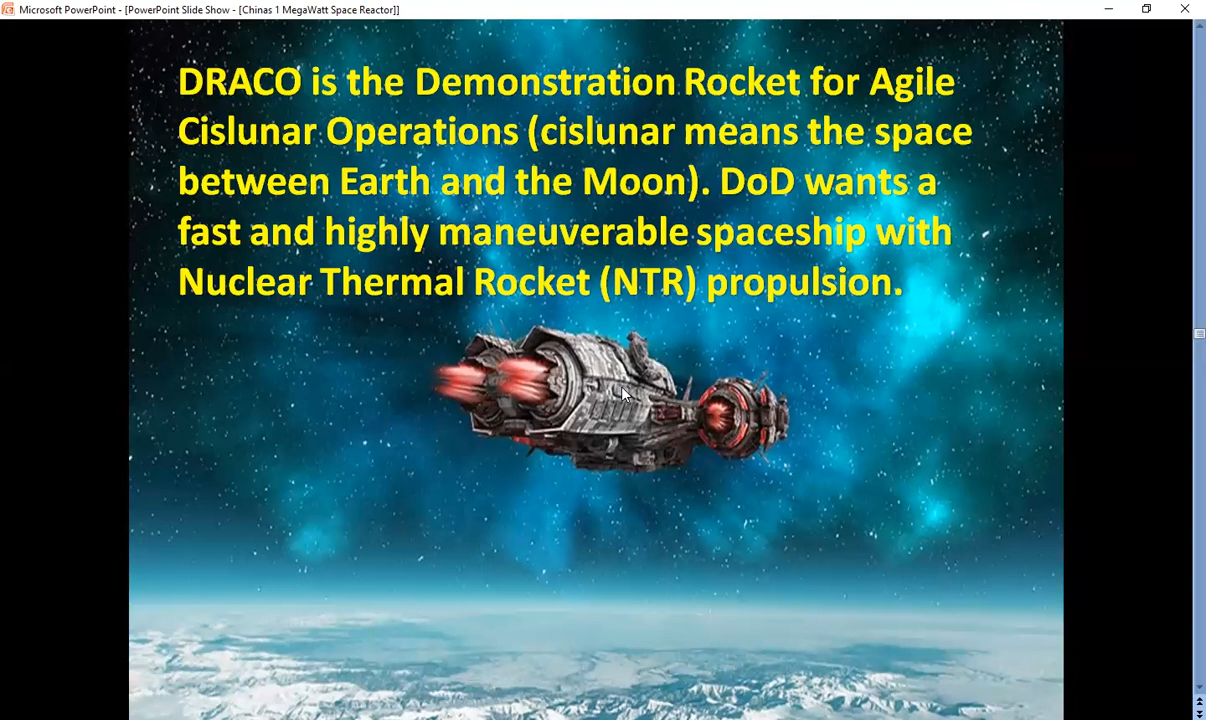 Microsoft PowerPoint - [PowerPoint Slide Show - [Chinas 1 MegaWatt Space Reactor]]
DRACO is the Demonstration Rocket for Agile
Cislunar Operations (cislunar means the space
between Earth and the Moon). DoD wants a
fast and highly maneuverable spaceship with
Nuclear Thermal Rocket (NTR) propulsion.